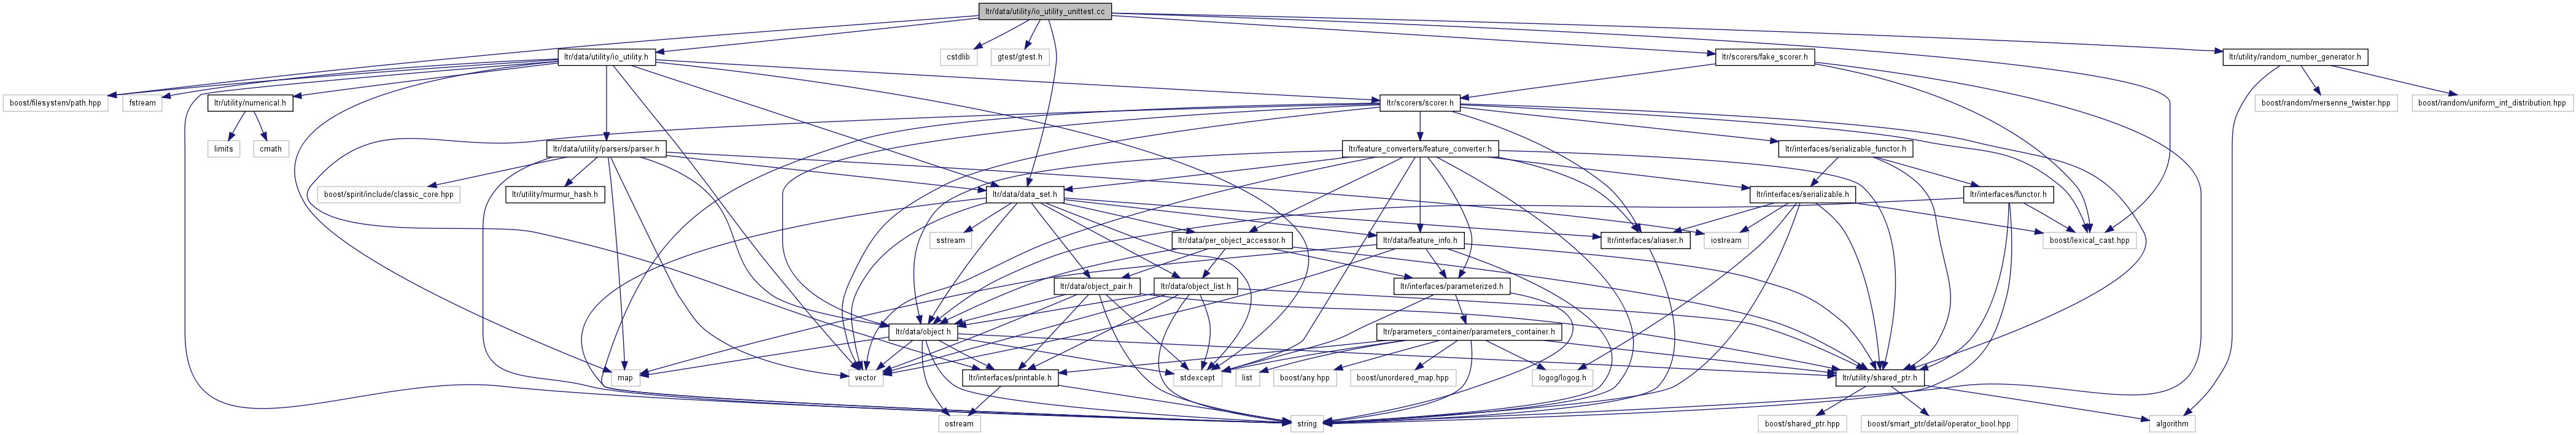 ltr/data/utility/io_utility_unittest.cc
ltr/data/utility/io_utility.h
cstdlib
gtest/gtest.h
ltr/scorers/fake_scorer.h
ltr/utility/random_number_generator.h
boost/filesystem/path.hpp
fstream
ltr/utility/numerical.h
ltr/scorers/scorer.h
boost/random/mersenne_twister.hpp
boost/random/uniform_int_distribution.hpp
limits
cmath
ltr/data/utility/parsers/parser.h
ltr/feature_converters/feature_converter.h
ltr/interfaces/serializable_functor.h
boost/spirit/include/classic_core.hpp
ltr/utility/murmur_hash.h
ltr/data/data_set.h
ltr/interfaces/serializable.h
ltr/interfaces/functor.h
sstream
ltr/data/per_object_accessor.h
ltr/data/feature_info.h
iostream
ltr/interfaces/aliaser.h
boost/lexical_cast.hpp
ltr/data/object_pair.h
ltr/data/object_list.h
ltr/interfaces/parameterized.h
ltr/data/object.h
ltr/parameters_container/parameters_container.h
map
vector
ltr/interfaces/printable.h
stdexcept
list
boost/any.hpp
boost/unordered_map.hpp
logog/logog.h
ltr/utility/shared_ptr.h
ostream
string
boost/shared_ptr.hpp
boost/smart_ptr/detail/operator_bool.hpp
algorithm